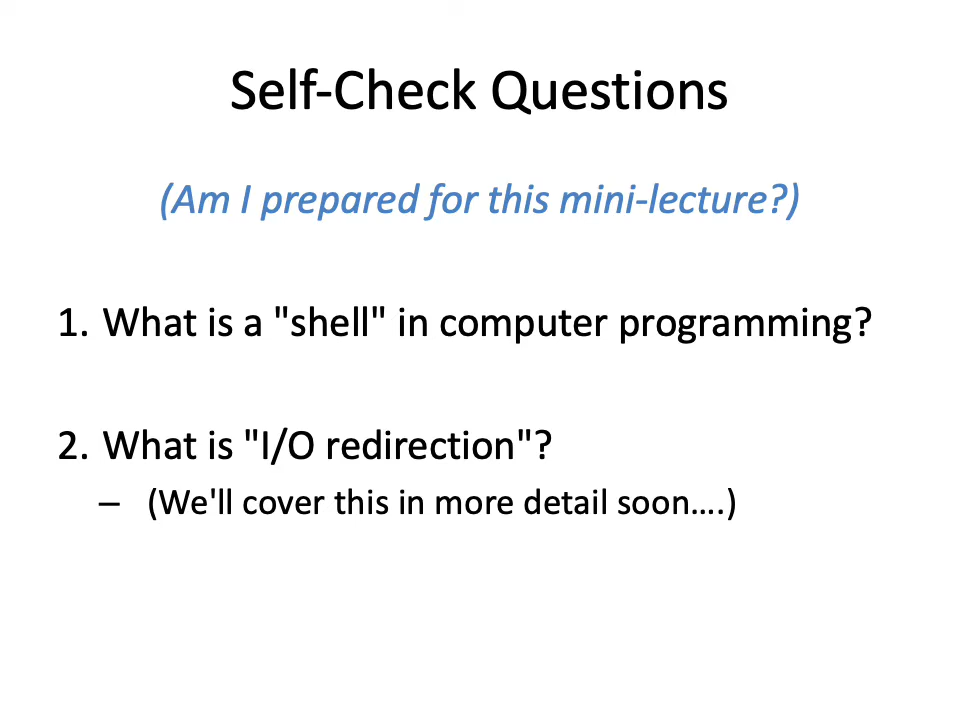 Self-Check Questions
(Am I prepared for this mini-lecture?)
1. What is a "shell" in computer programming?
2. What is "I/O redirection"?
– (We'll cover this in more detail soon….)